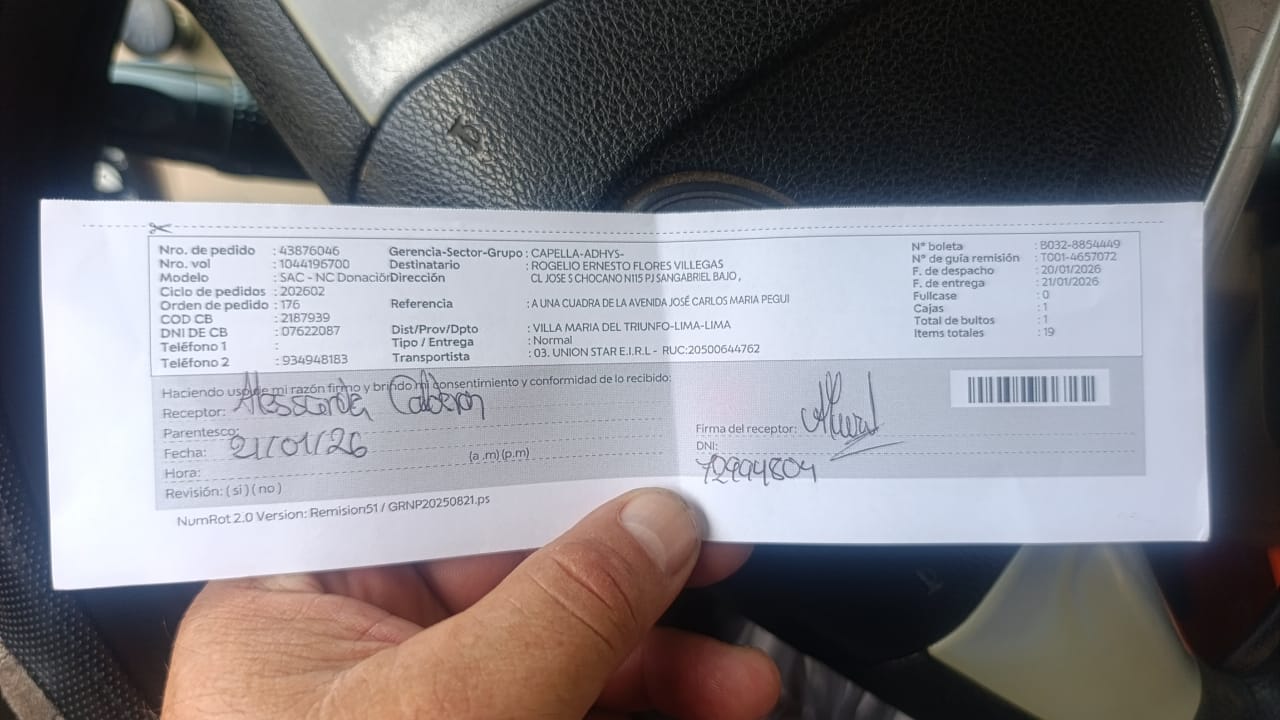 Nro. de pedido : 43876046 Gerencia-Sector-Grupo : CAPELLA-ADHYS- N° boleta : B032-8854449
Nro. vol : 1044196700 Destinatario : ROGELIO ERNESTO FLORES VILLEGAS N° de guía remisión : T001-4657072
Modelo : SAC - NC Donación Dirección CL JOSE S CHOCANO N115 PJ SANGABRIEL BAJO , F. de despacho : 20/01/2026
Ciclo de pedidos : 202602 F. de entrega : 21/01/2026
Orden de pedido : 176 Referencia : A UNA CUADRA DE LA AVENIDA JOSÉ CARLOS MARIA PEGUI Fullcase : 0
COD CB : 2187939 Cajas : 1
DNI DE CB : 07622087 Dist/Prov/Dpto : VILLA MARIA DEL TRIUNFO-LIMA-LIMA Total de bultos : 1
Teléfono 1 : Tipo / Entrega : Normal Items totales : 19
Teléfono 2 : 934948183 Transportista : 03. UNION STAR E.I.R.L - RUC:20500644762
Haciendo uso de mi razón firmo y brindo mi consentimiento y conformidad de lo recibido:
Receptor: Calderon
Parentesco:
Fecha: 21/01/26
Hora: (a .m) (p.m)
Revisión: ( si ) ( no )
Firma del receptor:
DNI:
72994804
NumRot 2.0 Version: Remision51 / GRNP20250821.ps